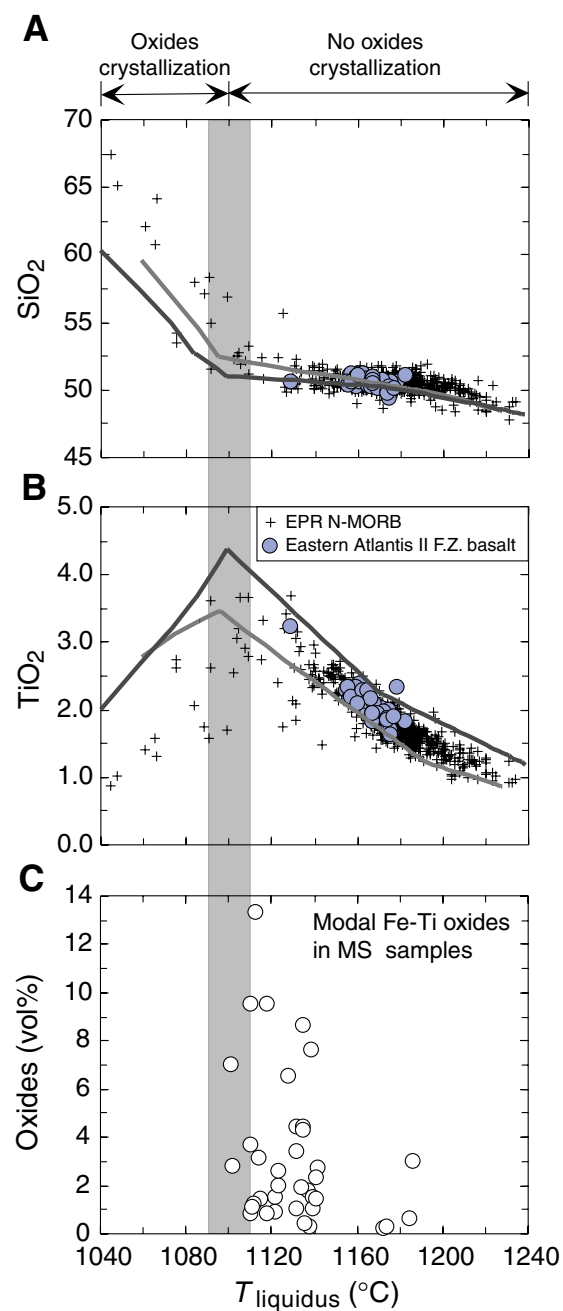 A
Oxides
crystallization
No oxides
crystallization
70
65
60
55
50
45
SiO2
B
5.0
4.0
3.0
2.0
1.0
0.0
TiO2
EPR N-MORB
Eastern Atlantis II F.Z. basalt
C
14
12
10
8
6
4
2
0
Oxides (vol%)
Modal Fe-Ti oxides
in MS samples
1040 1080 1120 1160 1200 1240
T liquidus (°C)